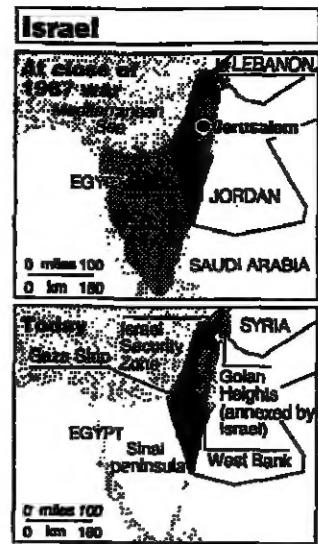 Israel
At close of
1967 war
LEBANON
Mediterranean
Sea
Jerusalem
EGYPT
JORDAN
SAUDI ARABIA
0 miles 100
0 km 160
Today
Israel
Security
Zone
SYRIA
Gaza Strip
Golan
Heights
(annexed by
Israel)
EGYPT
Sinai
peninsula
West Bank
0 miles 100
0 km 160